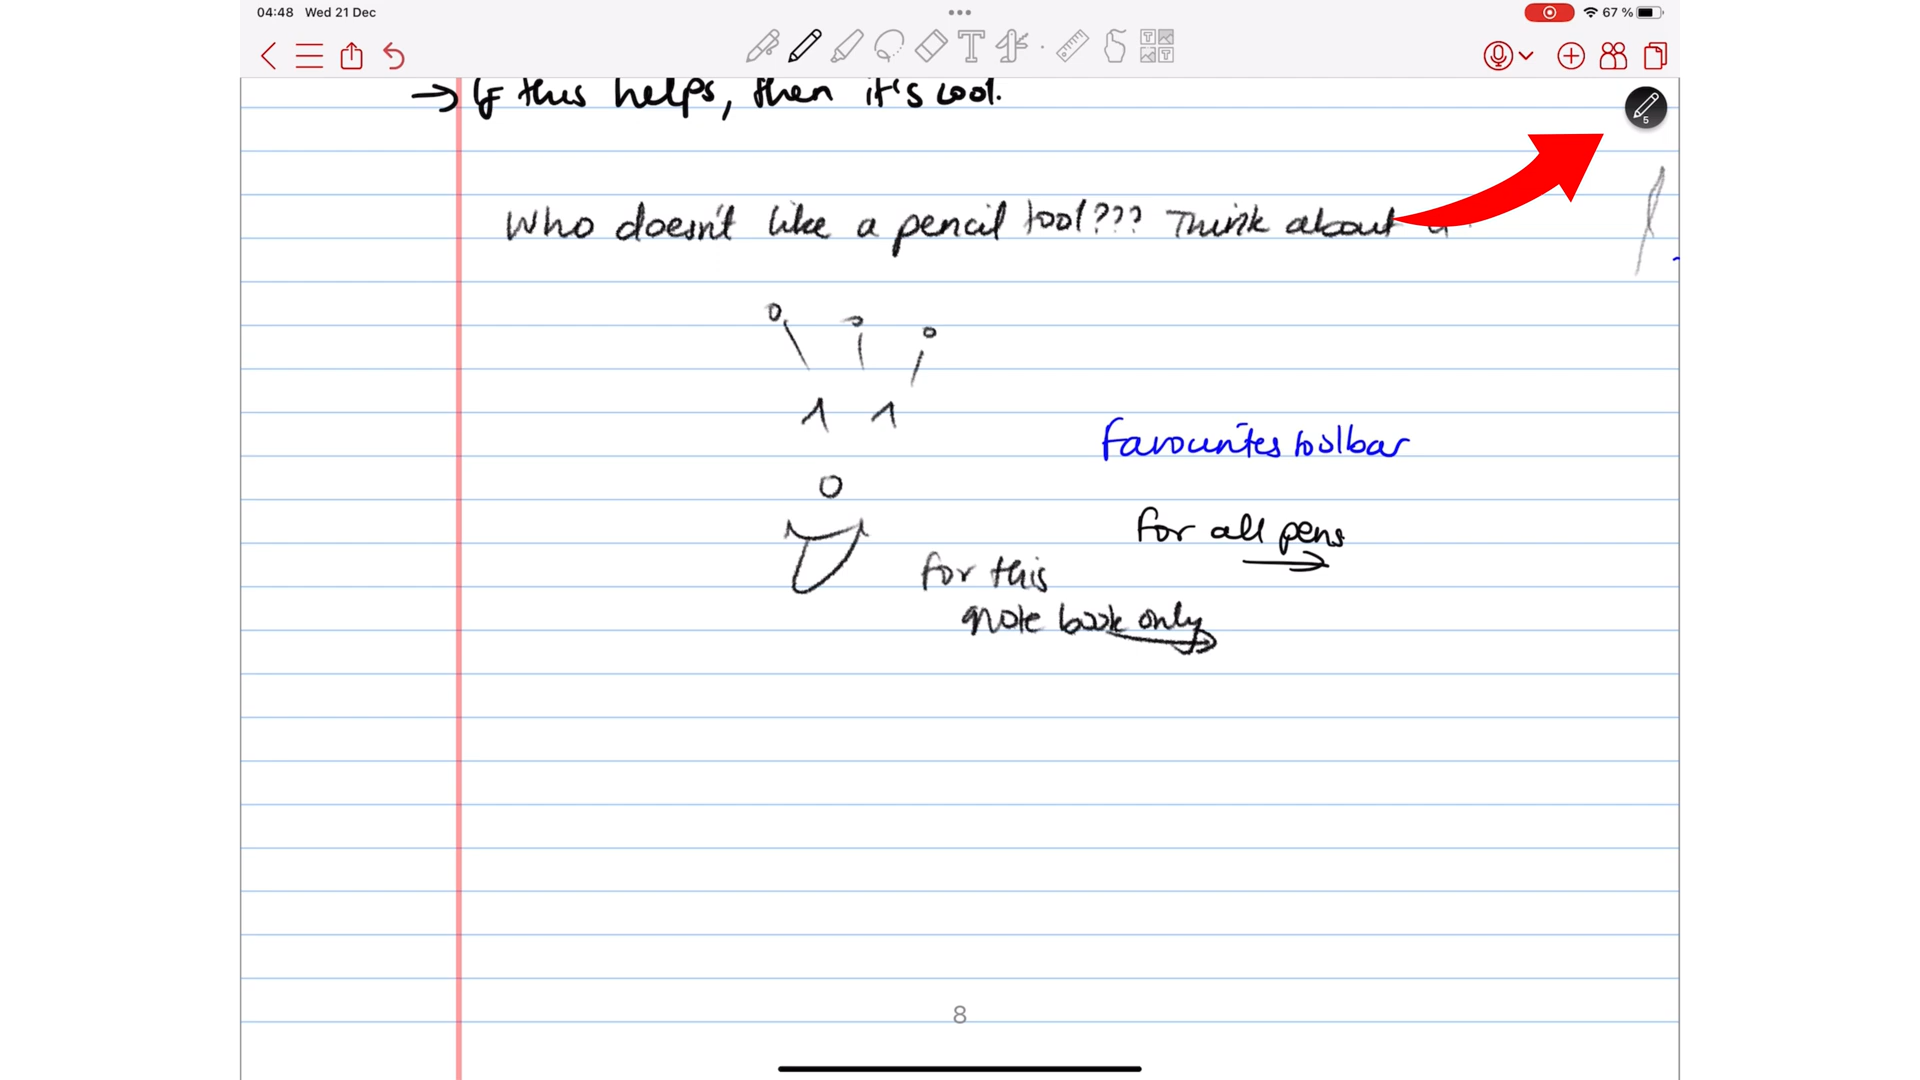 04:48 Wed 21 Dec
67 %
5
→ If this helps, then it's cool.
Who doesn't like a pencil tool??? Think about
favourites toolbar
for all pens
for this
note book only
8